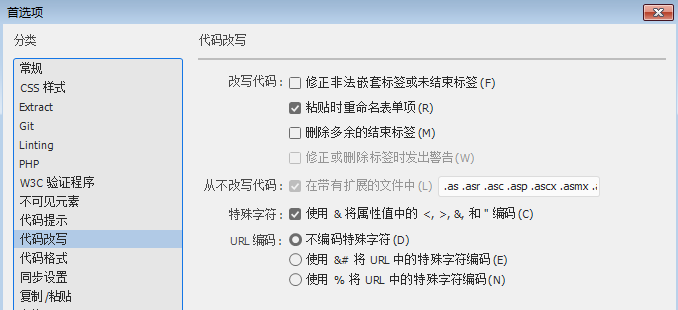 首选项
分类
代码改写
常规
CSS 样式
Extract
Git
Linting
PHP
W3C 验证程序
不可见元素
代码提示
代码改写
代码格式
同步设置
复制/粘贴
改写代码: 修正非法嵌套标签或未结束标签(F)
粘贴时重命名表单项(R)
删除多余的结束标签(M)
修正或删除标签时发出警告(W)
从不改写代码: 在带有扩展的文件中(L) .as .asr .asc .asp .ascx .asmx
特殊字符: 使用 & 将属性值中的 <, >, &, 和 " 编码(C)
URL 编码: 不编码特殊字符(D)
使用 &# 将 URL 中的特殊字符编码(E)
使用 % 将 URL 中的特殊字符编码(N)